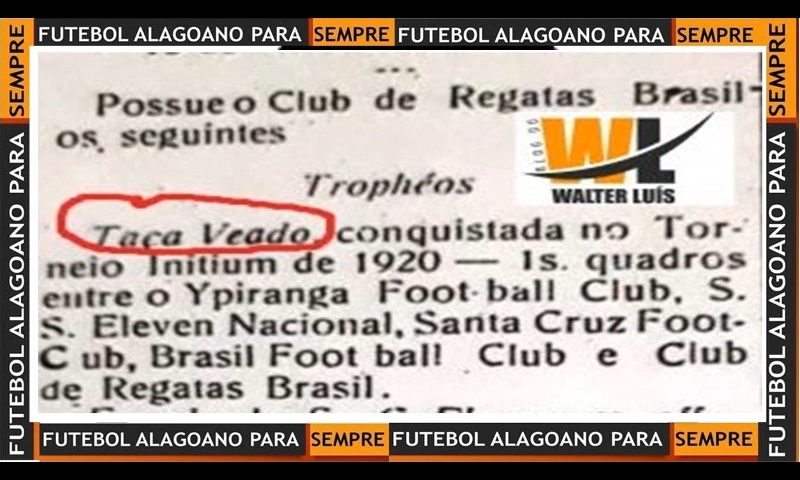 FUTEBOL ALAGOANO PARA SEMPRE FUTEBOL ALAGOANO PARA SEMPRE
FUTEBOL ALAGOANO PARA SEMPRE
Possue o Club de Regatas Brasil
os seguintes
BLOG DO
WL
WALTER LUÍS
Trophéos
Taça Veado conquistada no Tor-
neio Initium de 1920 — 1s. quadros
entre o Ypiranga Foot-ball Club, S.
S. Eleven Nacional, Santa Cruz Foot-
C ub, Brasil Foot ball Club e Club
de Regatas Brasil.
FUTEBOL ALAGOANO PARA SEMPRE
FUTEBOL ALAGOANO PARA SEMPRE FUTEBOL ALAGOANO PARA SEMPRE